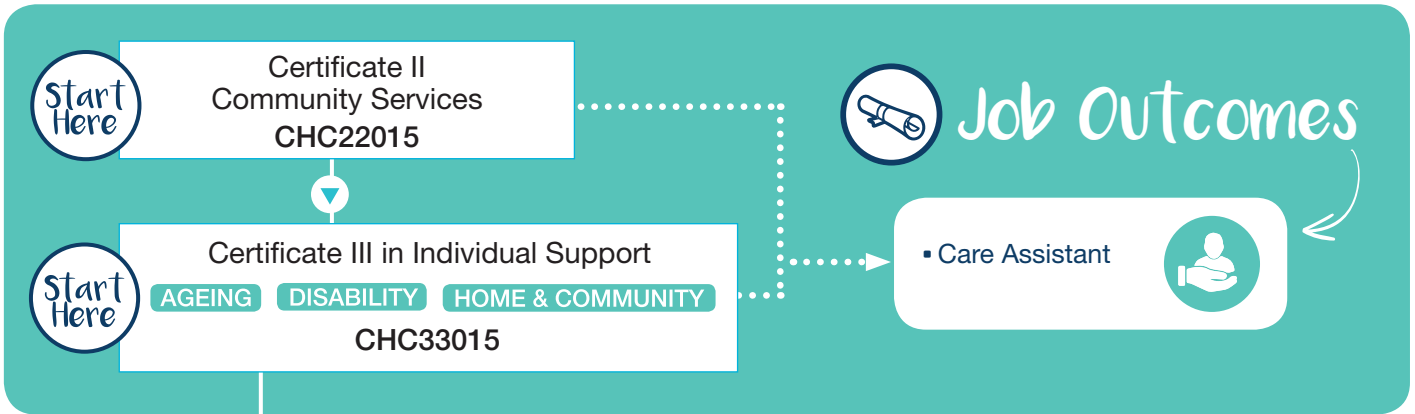 Start
Here
Certificate II
Community Services
CHC22015
Start
Here
Certificate III in Individual Support
AGEING DISABILITY HOME & COMMUNITY
CHC33015
Job Outcomes
▪ Care Assistant